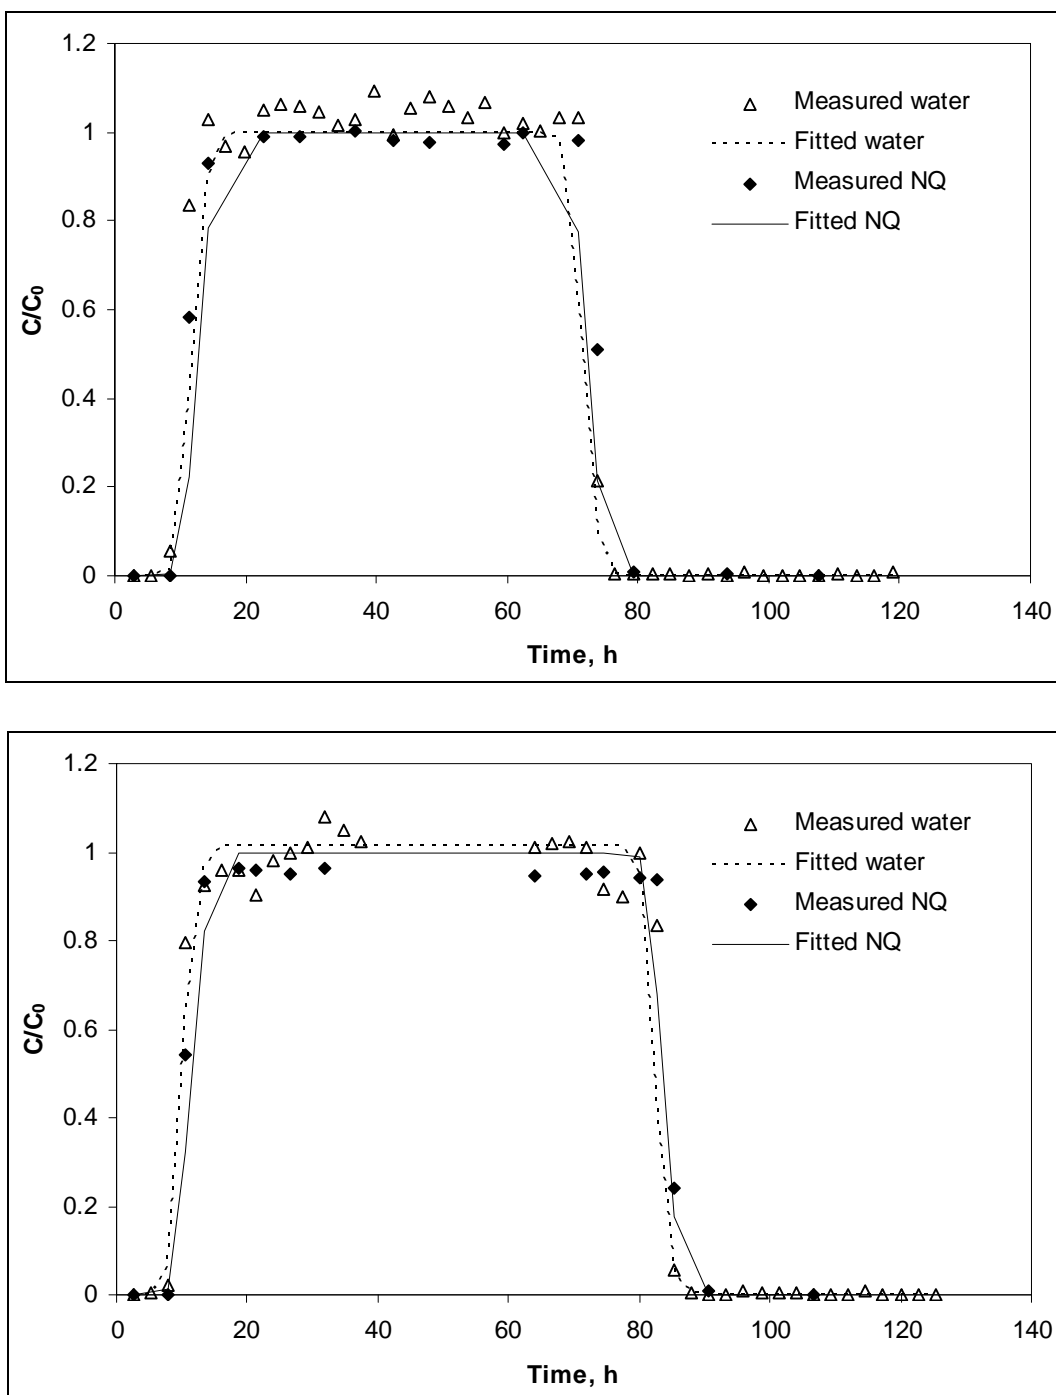 1.2
1
0.8
0.6
0.4
0.2
0
C/C₀
Measured water
Fitted water
Measured NQ
Fitted NQ
0 20 40 60 80 100 120 140
Time, h
1.2
1
0.8
0.6
0.4
0.2
0
C/C₀
Measured water
Fitted water
Measured NQ
Fitted NQ
0 20 40 60 80 100 120 140
Time, h